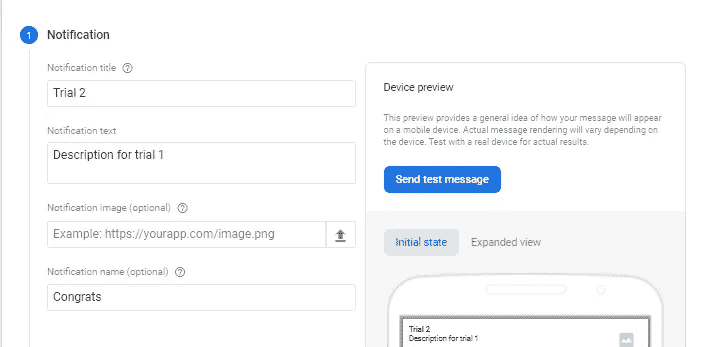 1 Notification
Notification title ?
Trial 2
Notification text
Description for trial 1
Notification image (optional) ?
Example: https://yourapp.com/image.png
Notification name (optional) ?
Congrats
Device preview
This preview provides a general idea of how your message will appear
on a mobile device. Actual message rendering will vary depending on
the device. Test with a real device for actual results.
Send test message
Initial state Expanded view
Trial 2
Description for trial 1